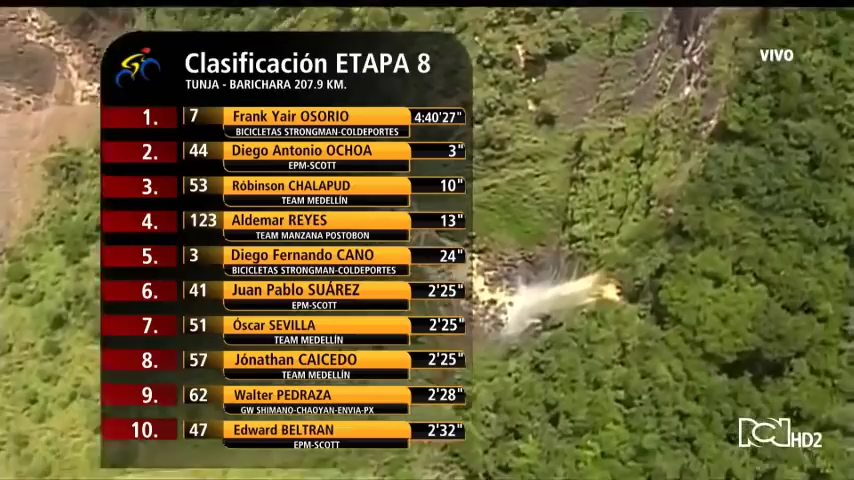 Clasificación ETAPA 8
TUNJA - BARICHARA 207.9 KM.
VIVO
1. 7 Frank Yair OSORIO 4:40'27"
BICICLETAS STRONGMAN-COLDEPORTES
2. 44 Diego Antonio OCHOA 3"
EPM-SCOTT
3. 53 Róbinson CHALAPUD 10"
TEAM MEDELLÍN
4. 123 Aldemar REYES 13"
TEAM MANZANA POSTOBON
5. 3 Diego Fernando CANO 24"
BICICLETAS STRONGMAN-COLDEPORTES
6. 41 Juan Pablo SUÁREZ 2'25"
EPM-SCOTT
7. 51 Óscar SEVILLA 2'25"
TEAM MEDELLÍN
8. 57 Jónathan CAICEDO 2'25"
TEAM MEDELLÍN
9. 62 Walter PEDRAZA 2'28"
GW SHIMANO-CHAOYAN-ENVIA-PX
10. 47 Edward BELTRAN 2'32"
EPM-SCOTT
RCN HD2